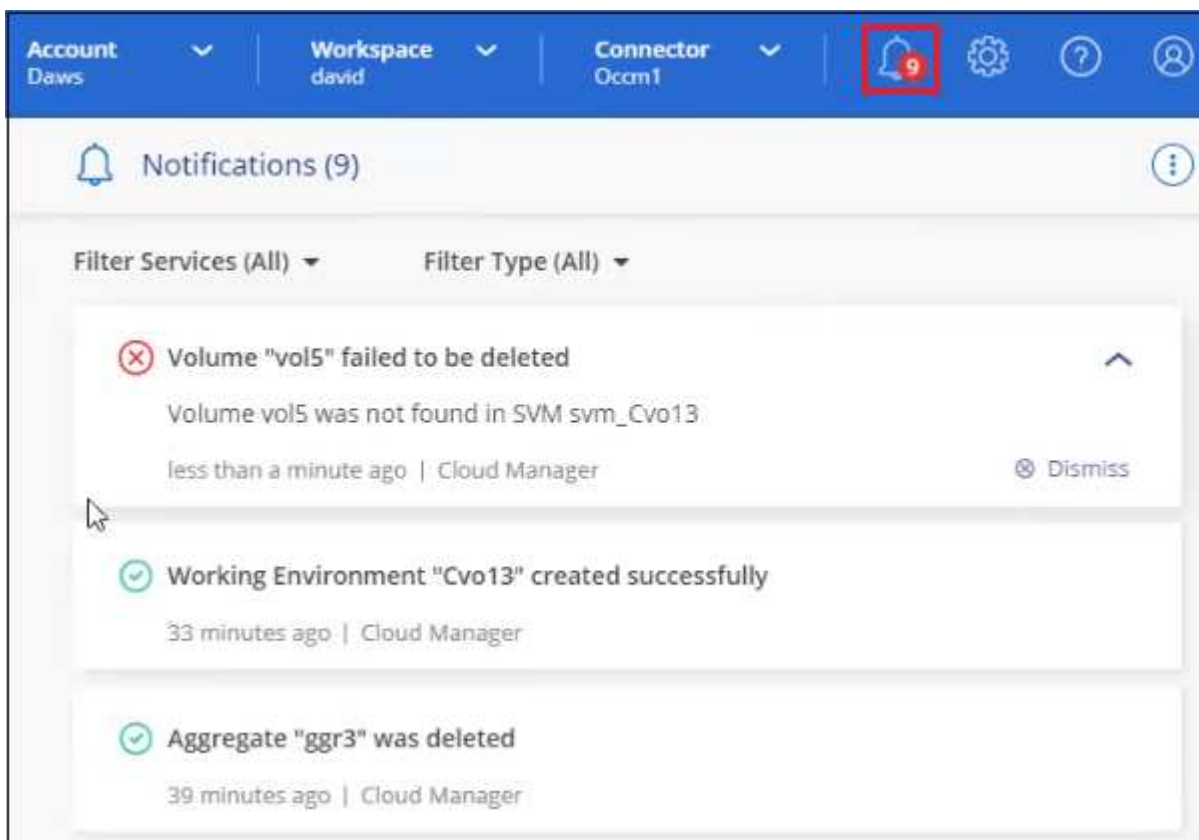 Account Workspace Connector
Daws david Occm1
9
Notifications (9)
Filter Services (All) Filter Type (All)
Volume "vol5" failed to be deleted
Volume vol5 was not found in SVM svm_Cvo13
less than a minute ago | Cloud Manager Dismiss
Working Environment "Cvo13" created successfully
33 minutes ago | Cloud Manager
Aggregate "ggr3" was deleted
39 minutes ago | Cloud Manager